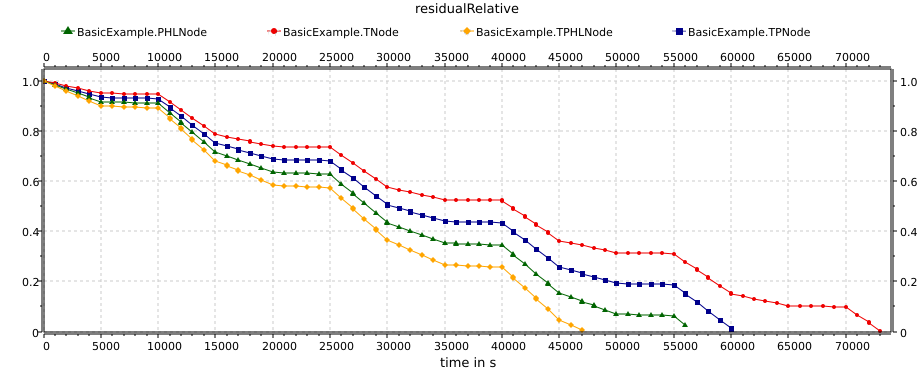 residualRelative
BasicExample.PHLNode BasicExample.TNode BasicExample.TPHLNode BasicExample.TPNode
0 5000 10000 15000 20000 25000 30000 35000 40000 45000 50000 55000 60000 65000 70000
1.0 1.0
0.8 0.8
0.6 0.6
0.4 0.4
0.2 0.2
0 0
0 5000 10000 15000 20000 25000 30000 35000 40000 45000 50000 55000 60000 65000 70000
time in s